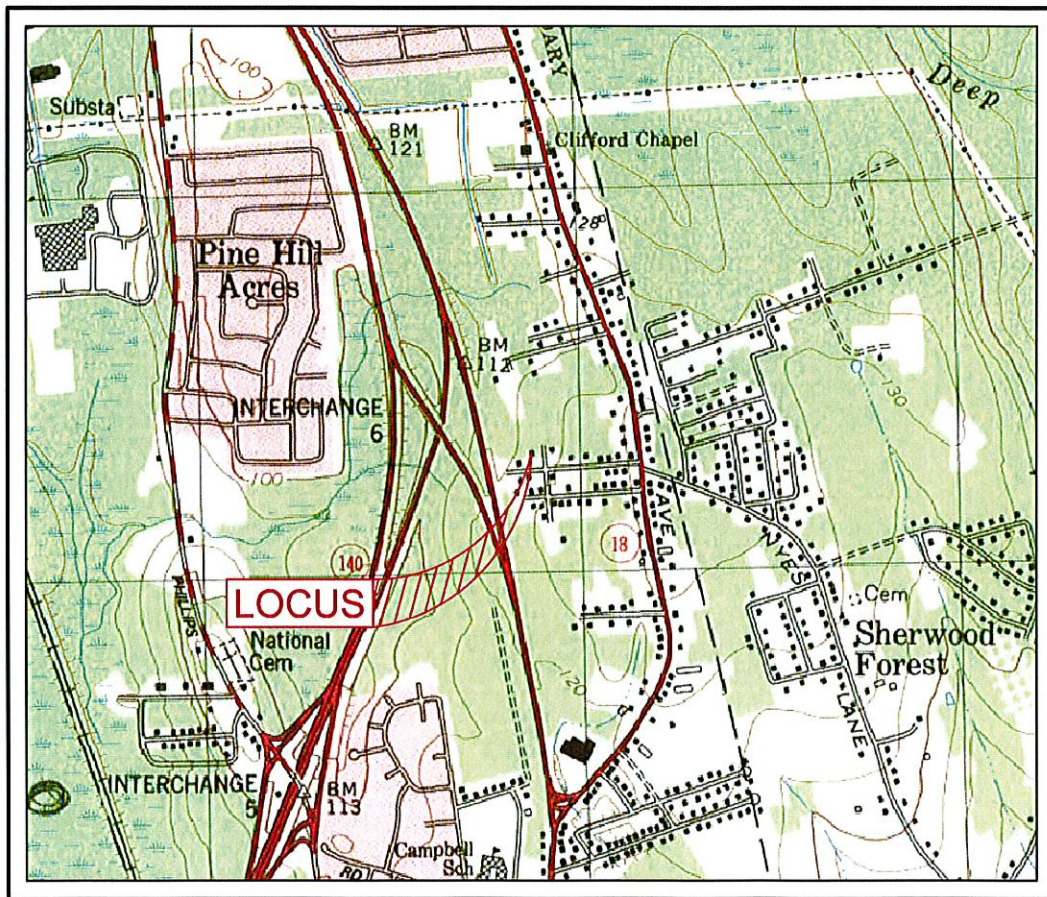 100
Substa
BM
121
ARY
Deep
Clifford Chapel
128
Pine Hill
Acres
BM
112
INTERCHANGE
6
130
100
AVE
NYES
140
18
LOCUS
PHILLIPS
National
Cem
Cem
Sherwood
Forest
120
LANE
INTERCHANGE
5
BM
113
Campbell
Sch
RD